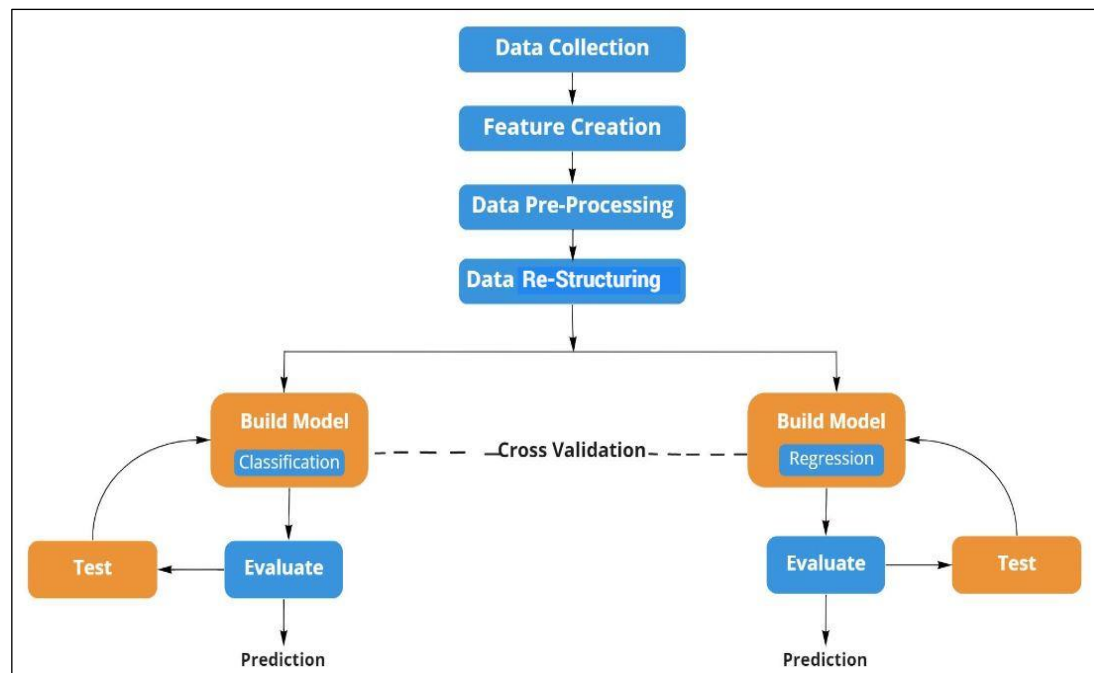 Data Collection
Feature Creation
Data Pre-Processing
Data Re-Structuring
Build Model
Classification
Cross Validation
Build Model
Regression
Test
Evaluate
Evaluate
Test
Prediction
Prediction